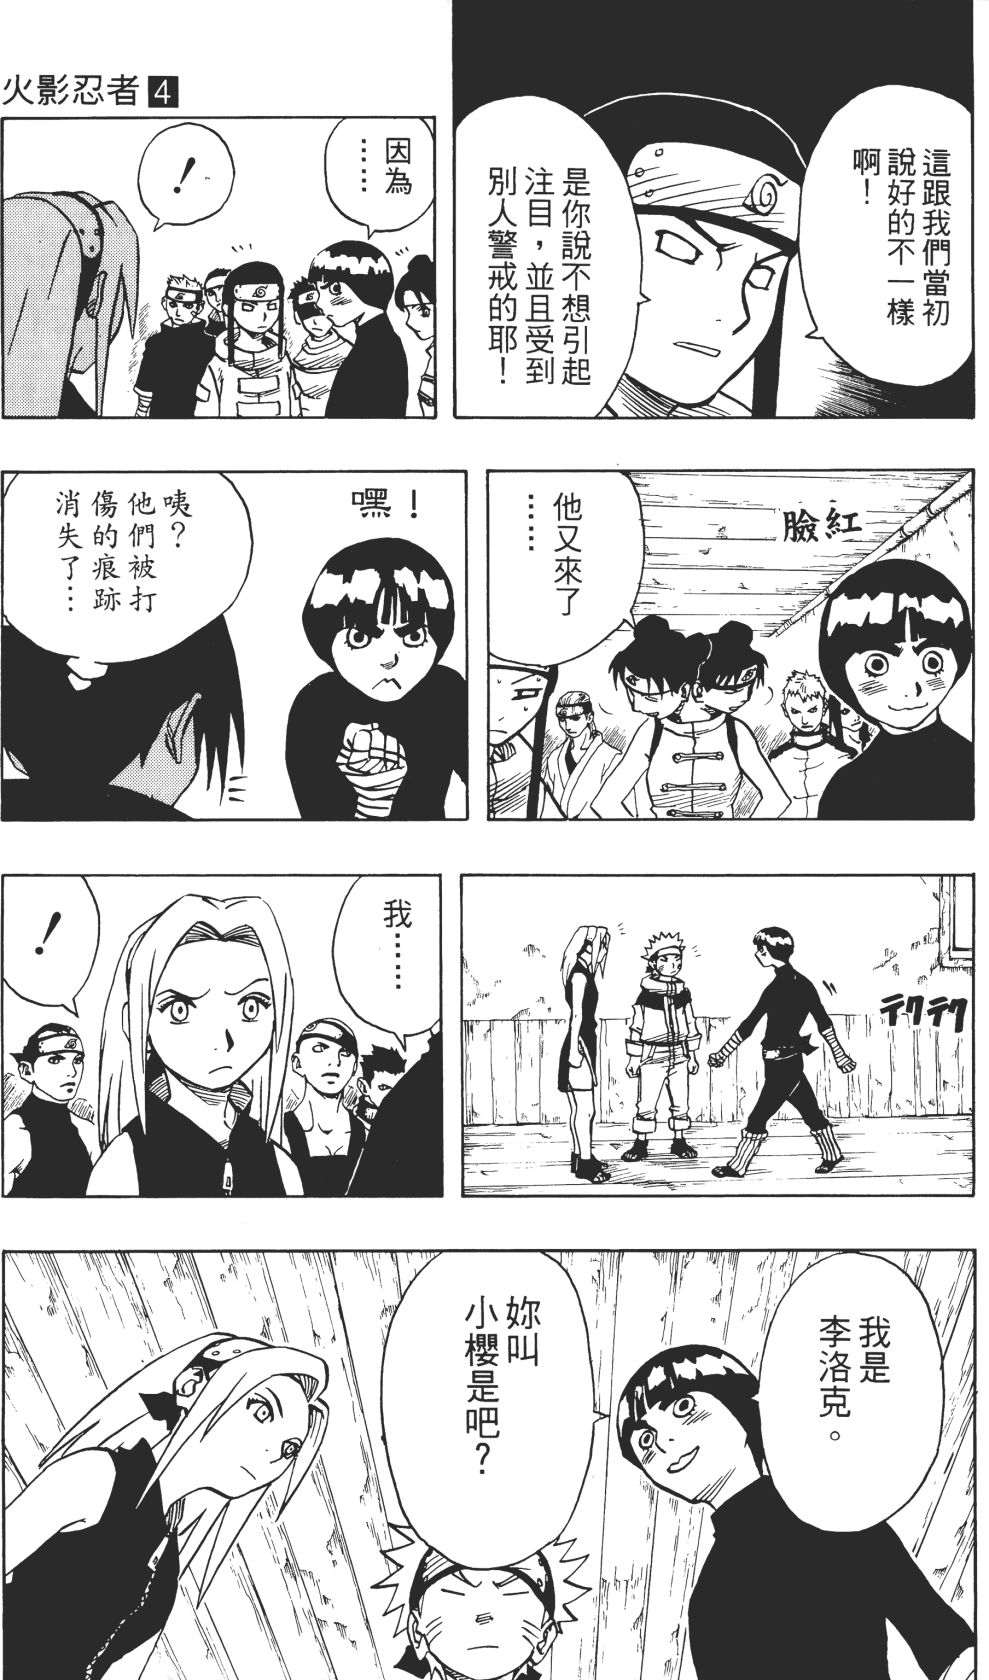 火影忍者4
這跟我們當初
說好的不一樣
啊！
是你說不想引起
注目，並且受到
別人警戒的耶！
因為
……
！
臉紅
他又來了
……
嘿！
咦？
他們被打
傷的痕跡
消失了…
テクテク
我……
！
我是
李洛克。
妳叫
小櫻是吧？